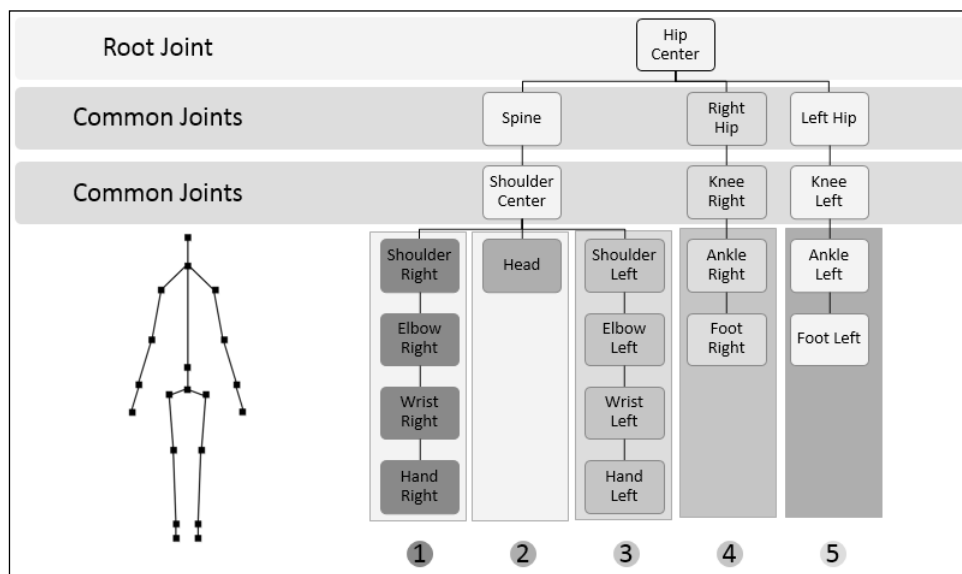 Root Joint
Hip
Center
Common Joints
Spine
Right
Hip
Left Hip
Common Joints
Shoulder
Center
Knee
Right
Knee
Left
Shoulder
Right
Head
Shoulder
Left
Ankle
Right
Ankle
Left
Elbow
Right
Elbow
Left
Foot
Right
Foot Left
Wrist
Right
Wrist
Left
Hand
Right
Hand
Left
1
2
3
4
5